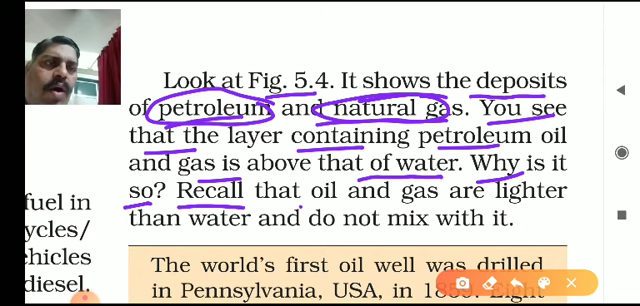 Look at Fig. 5.4. It shows the deposits
of petroleum and natural gas. You see
that the layer containing petroleum oil
and gas is above that of water. Why is it
so? Recall that oil and gas are lighter
than water and do not mix with it.
fuel in
ycles/
ehicles
diesel.
The world's first oil well was drilled
in Pennsylvania, USA, in 1859. Eight